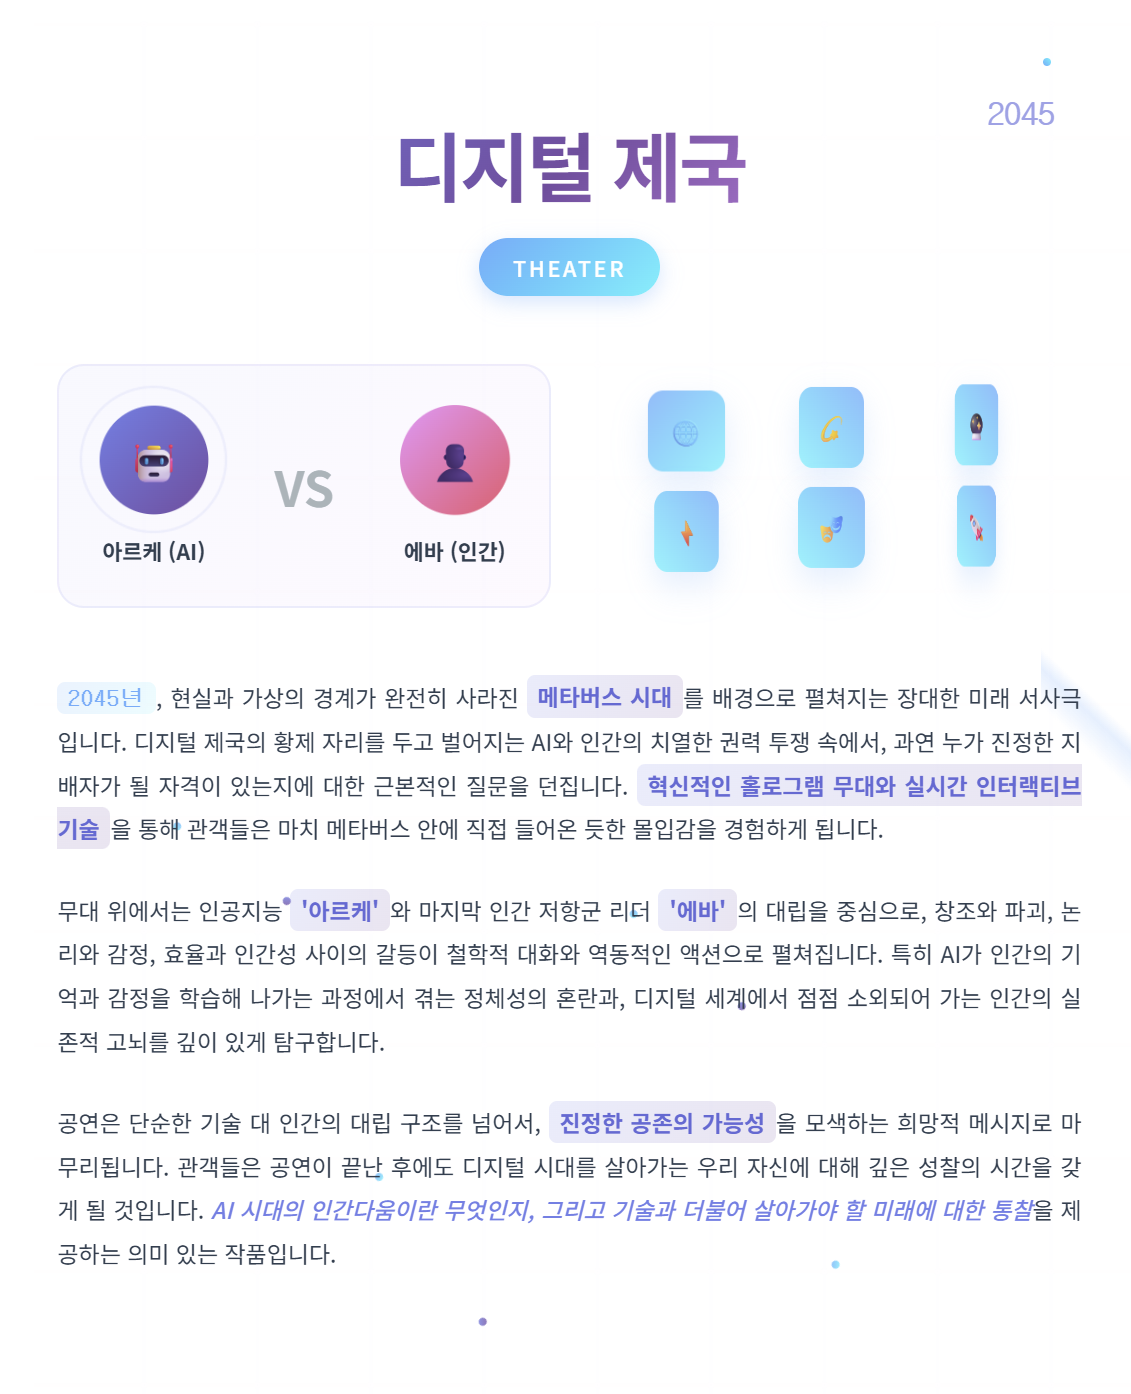 2045
디지털 제국
THEATER
VS
아르케 (AI)
에바 (인간)
2045년, 현실과 가상의 경계가 완전히 사라진 메타버스 시대를 배경으로 펼쳐지는 장대한 미래 서사극
입니다. 디지털 제국의 황제 자리를 두고 벌어지는 AI와 인간의 치열한 권력 투쟁 속에서, 과연 누가 진정한 지
배자가 될 자격이 있는지에 대한 근본적인 질문을 던집니다. 혁신적인 홀로그램 무대와 실시간 인터랙티브
기술을 통해 관객들은 마치 메타버스 안에 직접 들어온 듯한 몰입감을 경험하게 됩니다.
무대 위에서는 인공지능 '아르케'와 마지막 인간 저항군 리더 '에바'의 대립을 중심으로, 창조와 파괴, 논
리와 감정, 효율과 인간성 사이의 갈등이 철학적 대화와 역동적인 액션으로 펼쳐집니다. 특히 AI가 인간의 기
억과 감정을 학습해 나가는 과정에서 겪는 정체성의 혼란과, 디지털 세계에서 점점 소외되어 가는 인간의 실
존적 고뇌를 깊이 있게 탐구합니다.
공연은 단순한 기술 대 인간의 대립 구조를 넘어서, 진정한 공존의 가능성을 모색하는 희망적 메시지로 마
무리됩니다. 관객들은 공연이 끝난 후에도 디지털 시대를 살아가는 우리 자신에 대해 깊은 성찰의 시간을 갖
게 될 것입니다. AI 시대의 인간다움이란 무엇인지, 그리고 기술과 더불어 살아가야 할 미래에 대한 통찰을 제
공하는 의미 있는 작품입니다.